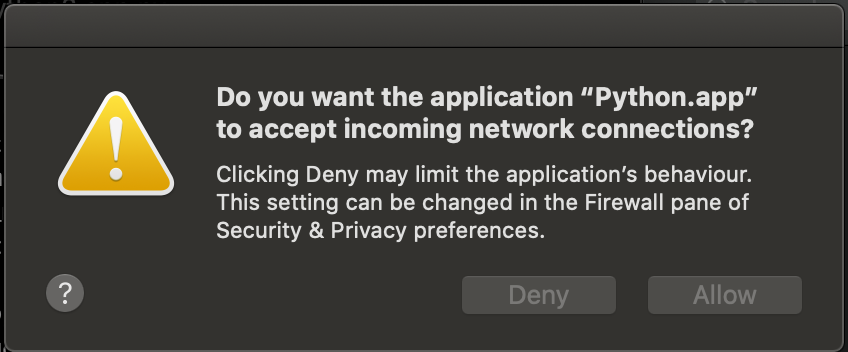 Do you want the application “Python.app”
to accept incoming network connections?
Clicking Deny may limit the application’s behaviour.
This setting can be changed in the Firewall pane of
Security & Privacy preferences.
?
Deny
Allow